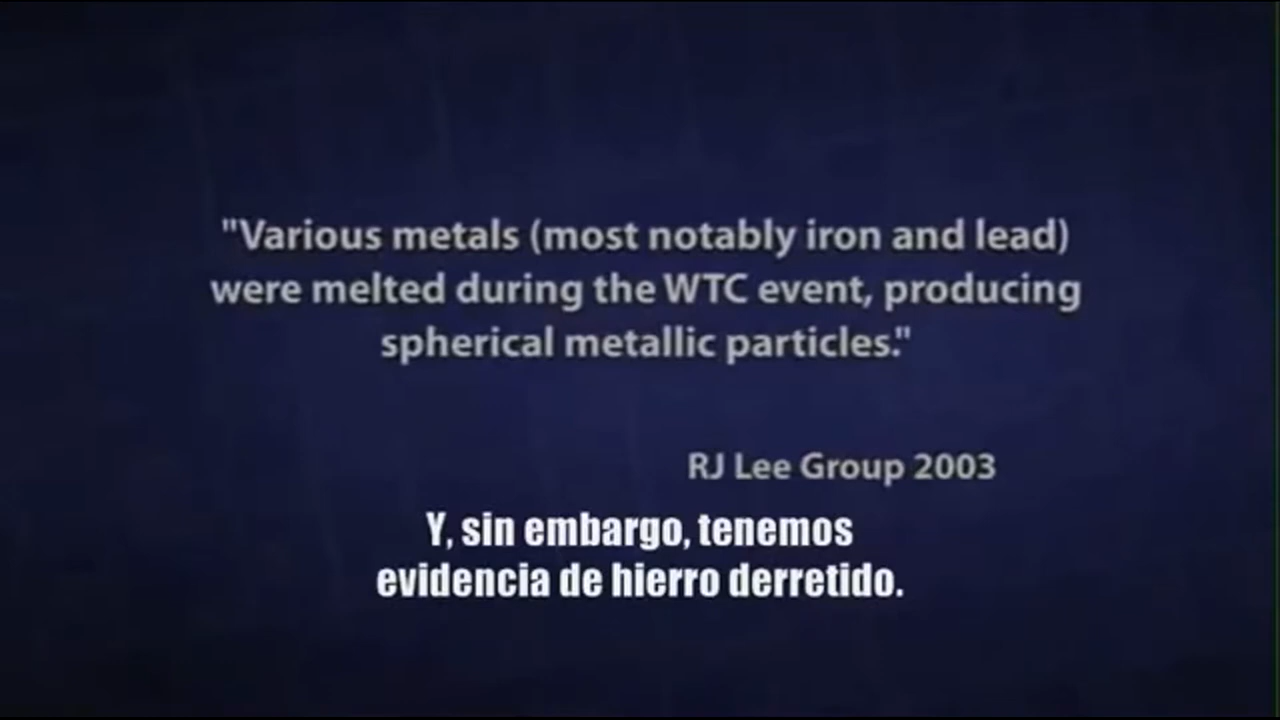 "Various metals (most notably iron and lead)
were melted during the WTC event, producing
spherical metallic particles."
RJ Lee Group 2003
Y, sin embargo, tenemos
evidencia de hierro derretido.